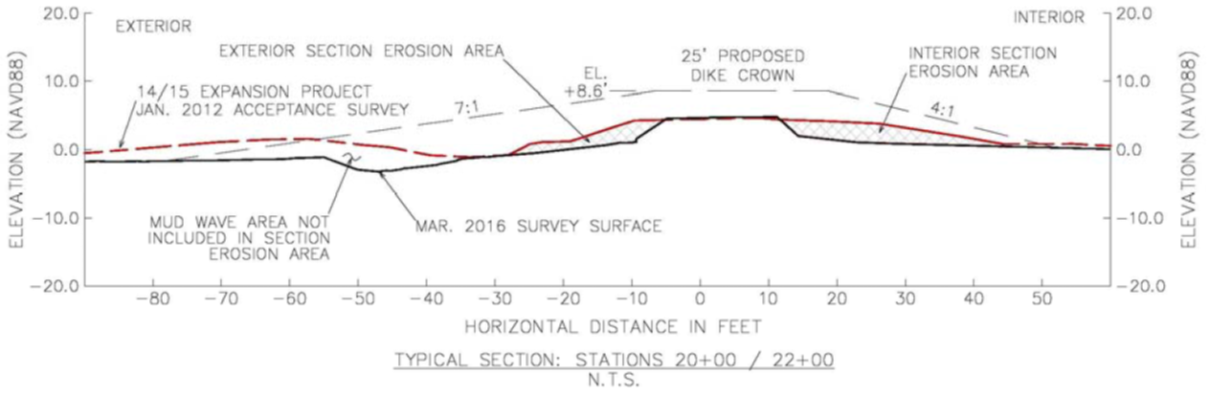 20.0
EXTERIOR
INTERIOR
20.0
EXTERIOR SECTION EROSION AREA
25' PROPOSED
DIKE CROWN
INTERIOR SECTION
EROSION AREA
10.0
EL.
+8.6'
10.0
14/15 EXPANSION PROJECT
JAN. 2012 ACCEPTANCE SURVEY
7:1
4:1
ELEVATION (NAVD88)
ELEVATION (NAVD88)
0.0
0.0
MUD WAVE AREA NOT
INCLUDED IN SECTION
EROSION AREA
MAR. 2016 SURVEY SURFACE
-10.0
-10.0
-20.0
-20.0
-80 -70 -60 -50 -40 -30 -20 -10 0 10 20 30 40 50
HORIZONTAL DISTANCE IN FEET
TYPICAL SECTION: STATIONS 20+00 / 22+00
N.T.S.